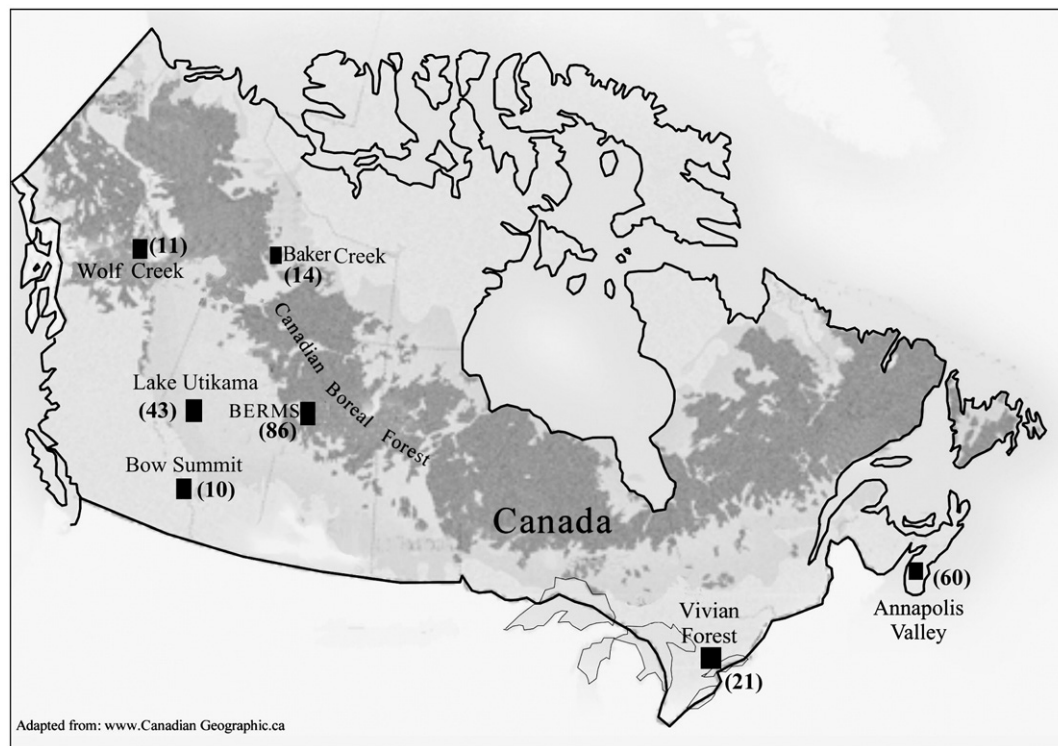 (11)
Wolf Creek
Baker Creek
(14)
Canadian Boreal Forest
Lake Utikama
(43)
BERMS
(86)
Bow Summit
(10)
Canada
(60)
Annapolis
Valley
Vivian
Forest
(21)
Adapted from: www.Canadian Geographic.ca